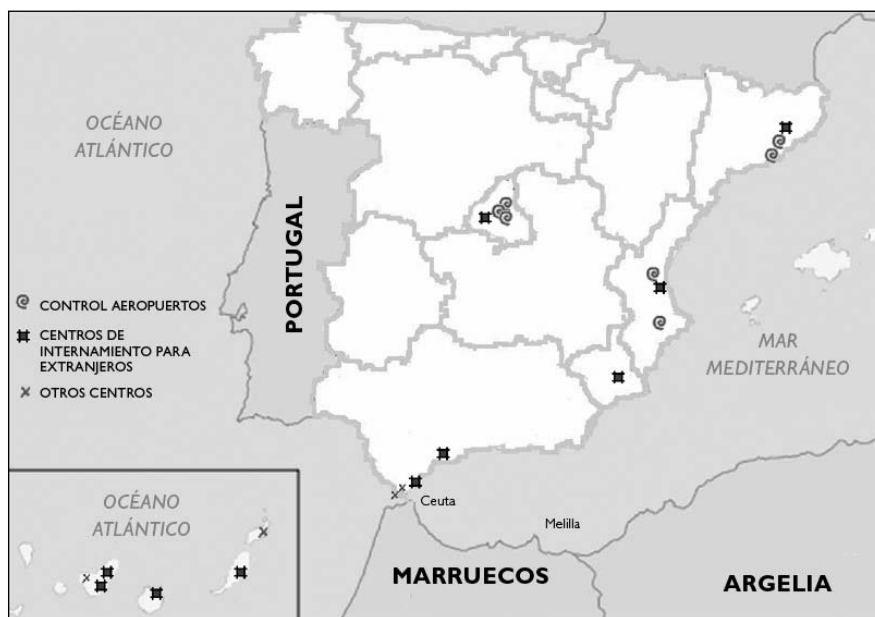 OCÉANO
ATLÁNTICO
PORTUGAL
CONTROL AEROPUERTOS
CENTROS DE
INTERNAMIENTO PARA
EXTRANJEROS
OTROS CENTROS
MAR
MEDITERRÁNEO
OCÉANO
ATLÁNTICO
Ceuta
Melilla
MARRUECOS
ARGELIA